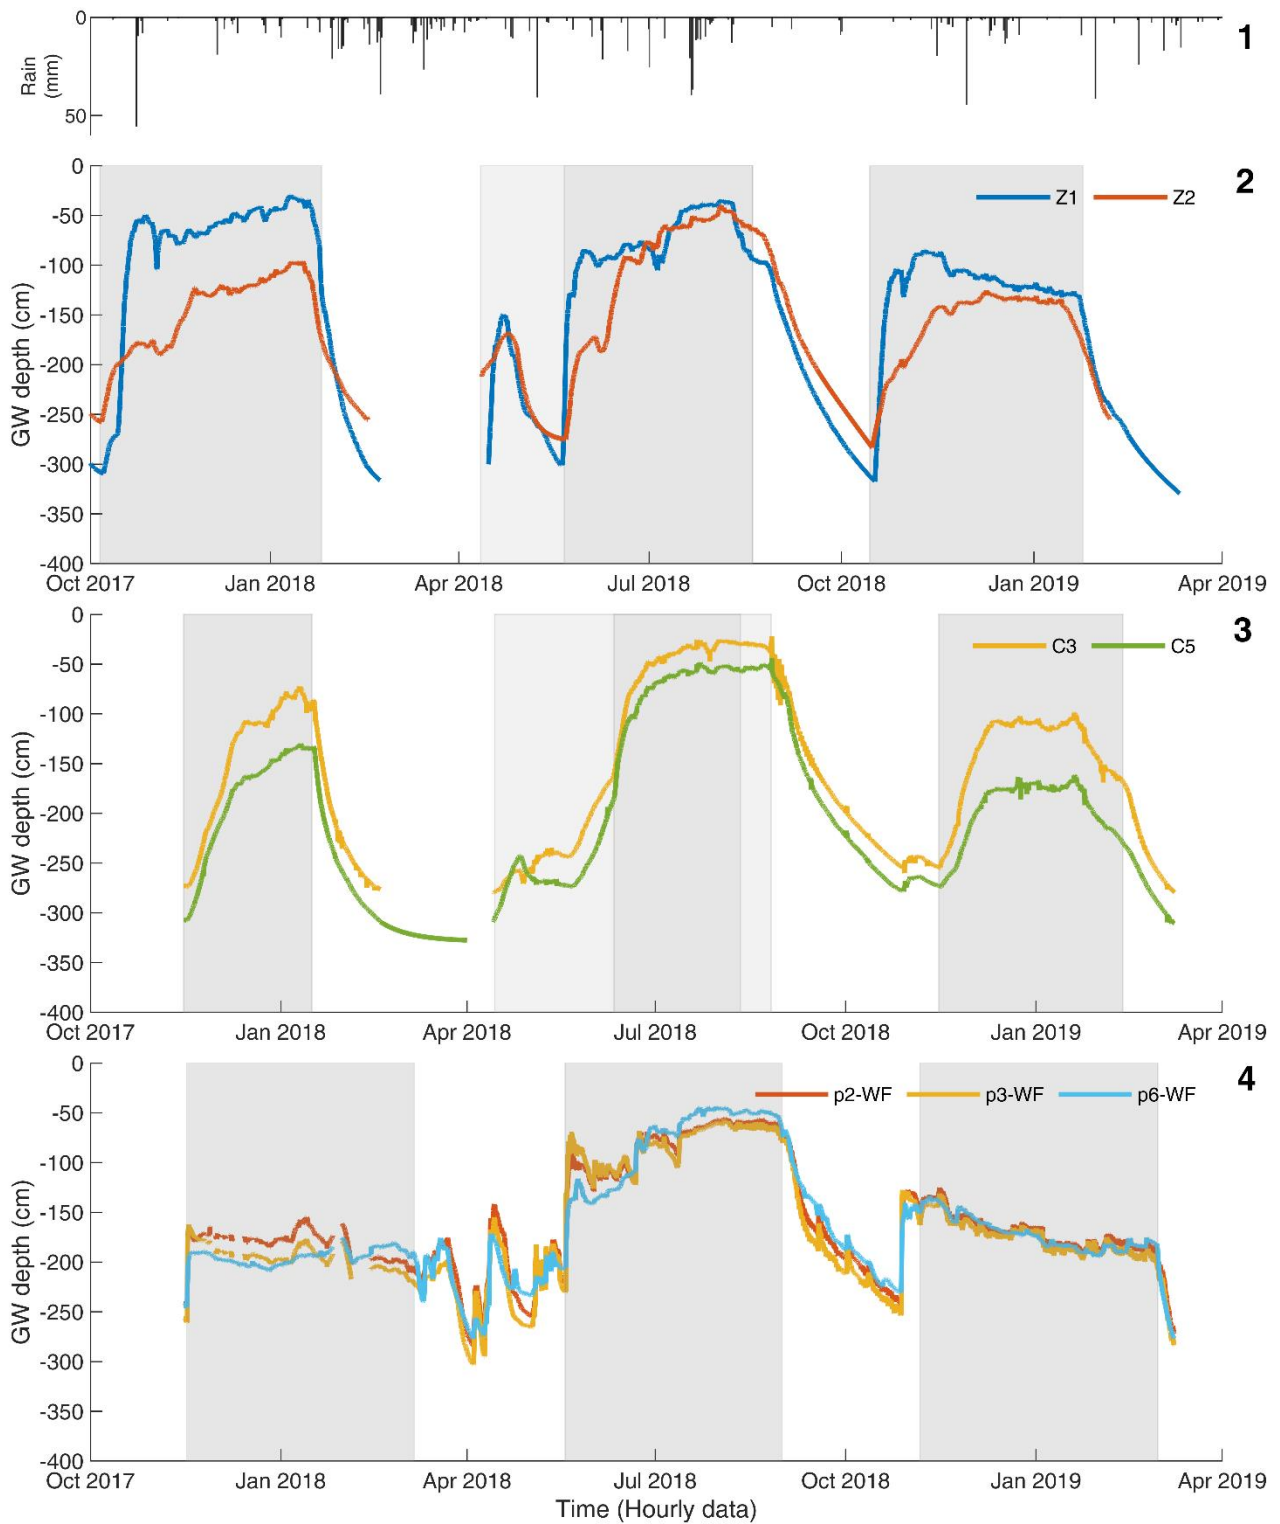 0
Rain
(mm)
50
1
0
-50
-100
-150
-200
-250
-300
-350
-400
GW depth (cm)
Z1 Z2
2
Oct 2017 Jan 2018 Apr 2018 Jul 2018 Oct 2018 Jan 2019 Apr 2019
0
-50
-100
-150
-200
-250
-300
-350
-400
GW depth (cm)
C3 C5
3
Oct 2017 Jan 2018 Apr 2018 Jul 2018 Oct 2018 Jan 2019 Apr 2019
0
-50
-100
-150
-200
-250
-300
-350
-400
GW depth (cm)
p2-WF p3-WF p6-WF
4
Oct 2017 Jan 2018 Apr 2018 Jul 2018 Oct 2018 Jan 2019 Apr 2019
Time (Hourly data)